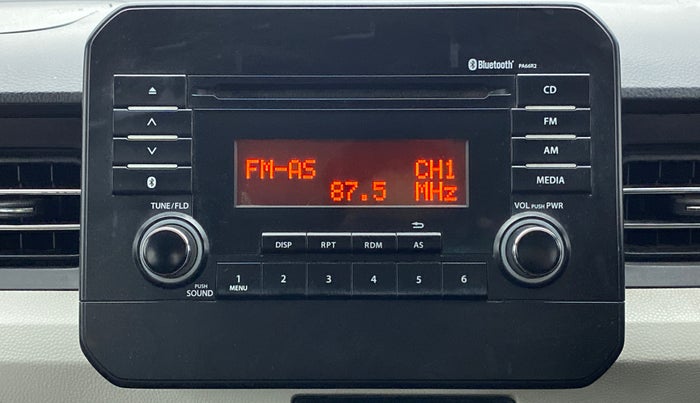 Bluetooth PA66R2
CD
FM
AM
MEDIA
FM-AS CH1
87.5 MHz
TUNE/FLD
VOL PUSH PWR
DISP RPT RDM AS
PUSH SOUND
1 2 3 4 5 6
MENU